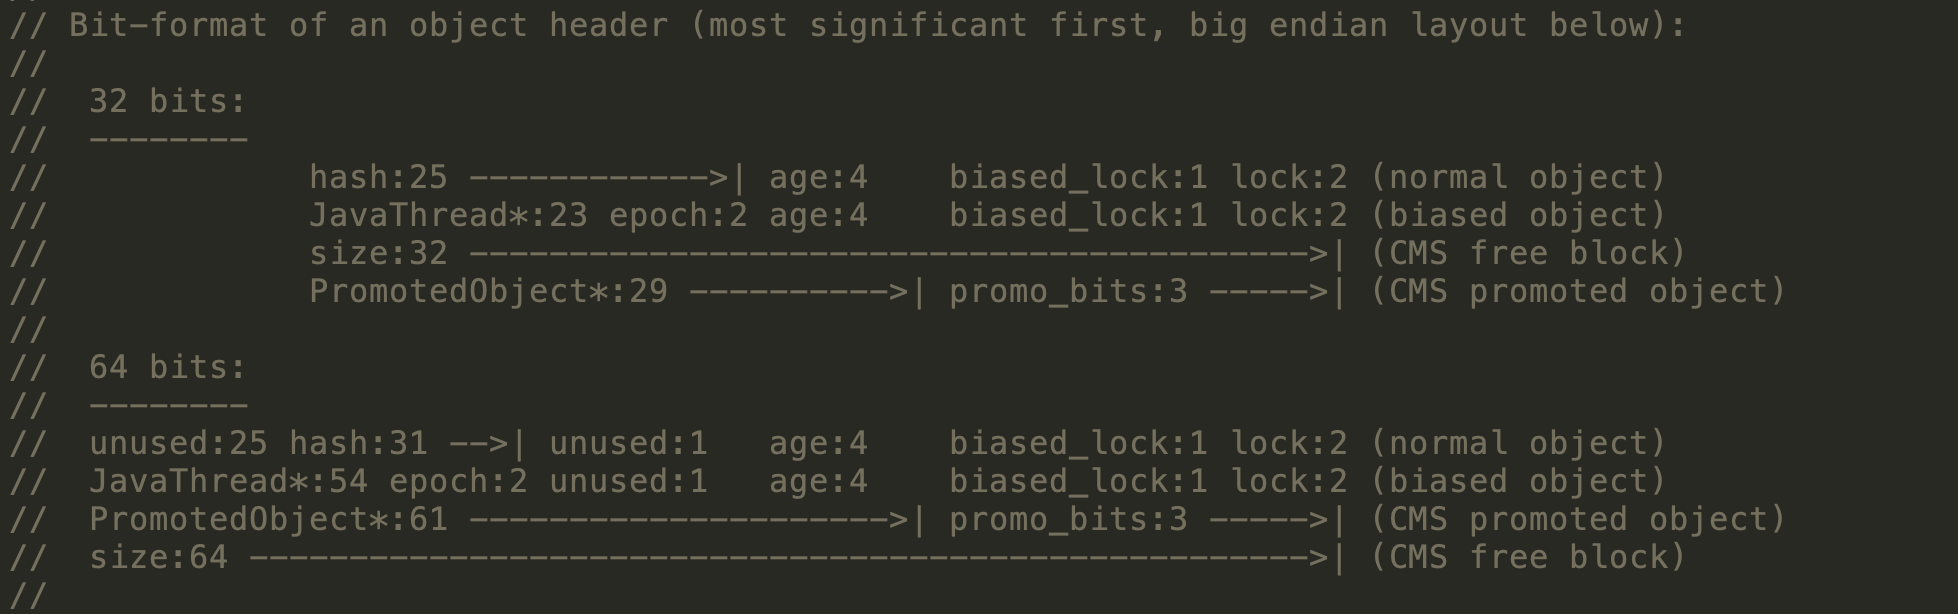 // Bit-format of an object header (most significant first, big endian layout below):
//
//  32 bits:
//  --------
//             hash:25 ------------>| age:4    biased_lock:1 lock:2 (normal object)
//             JavaThread*:23 epoch:2 age:4    biased_lock:1 lock:2 (biased object)
//             size:32 ------------------------------------------>| (CMS free block)
//             PromotedObject*:29 ---------->| promo_bits:3 ----->| (CMS promoted object)
//
//  64 bits:
//  --------
//  unused:25 hash:31 -->| unused:1   age:4    biased_lock:1 lock:2 (normal object)
//  JavaThread*:54 epoch:2 unused:1   age:4    biased_lock:1 lock:2 (biased object)
//  PromotedObject*:61 --------------------->| promo_bits:3 ----->| (CMS promoted object)
//  size:64 ----------------------------------------------------->| (CMS free block)
//